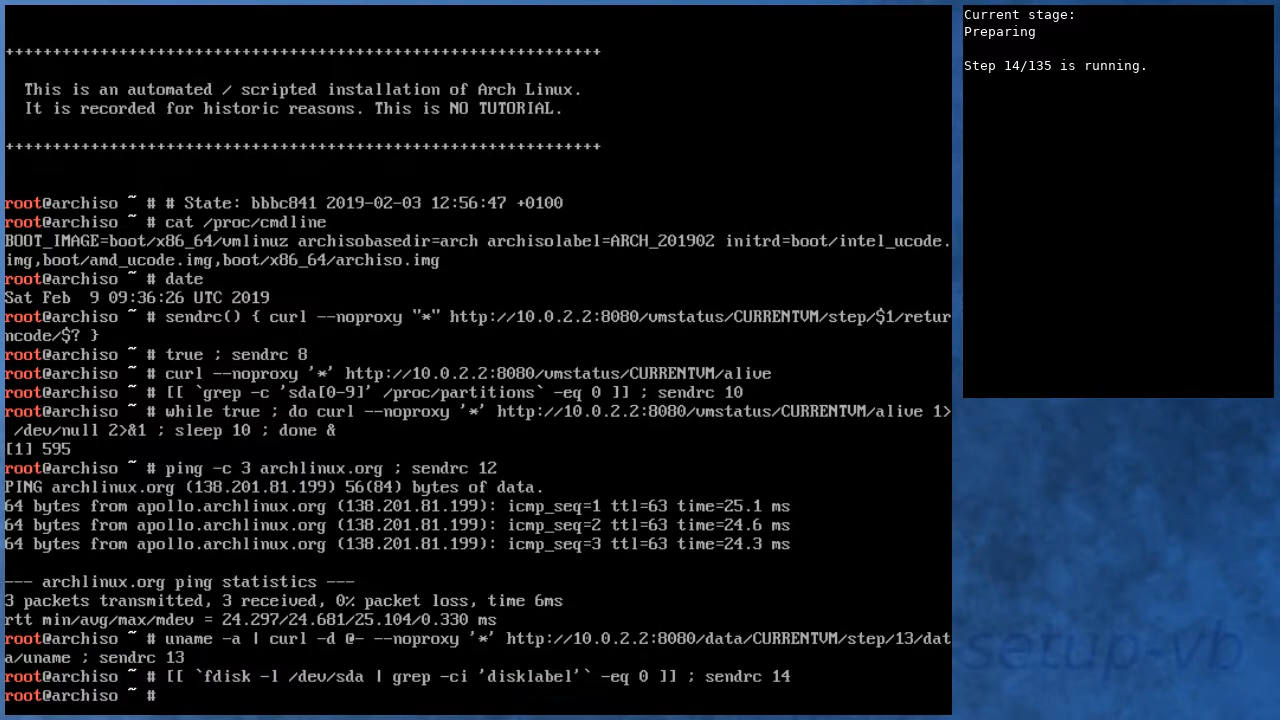 ++++++++++++++++++++++++++++++++++++++++++++++++++++++++++++++++
This is an automated / scripted installation of Arch Linux.
It is recorded for historic reasons. This is NO TUTORIAL.
++++++++++++++++++++++++++++++++++++++++++++++++++++++++++++++++
root@archiso ~ # # State: bbbc841 2019-02-03 12:56:47 +0100
root@archiso ~ # cat /proc/cmdline
BOOT_IMAGE=boot/x86_64/vmlinuz archisobasedir=arch archisolabel=ARCH_201902 initrd=boot/intel_ucode.
img,boot/amd_ucode.img,boot/x86_64/archiso.img
root@archiso ~ # date
Sat Feb  9 09:36:26 UTC 2019
root@archiso ~ # sendrc() { curl --noproxy "*" http://10.0.2.2:8080/vmstatus/CURRENTVM/step/$1/retur
ncode/$? }
root@archiso ~ # true ; sendrc 8
root@archiso ~ # curl --noproxy '*' http://10.0.2.2:8080/vmstatus/CURRENTVM/alive
root@archiso ~ # [[ `grep -c 'sda[0-9]' /proc/partitions` -eq 0 ]] ; sendrc 10
root@archiso ~ # while true ; do curl --noproxy '*' http://10.0.2.2:8080/vmstatus/CURRENTVM/alive 1>
/dev/null 2>&1 ; sleep 10 ; done &
[1] 595
root@archiso ~ # ping -c 3 archlinux.org ; sendrc 12
PING archlinux.org (138.201.81.199) 56(84) bytes of data.
64 bytes from apollo.archlinux.org (138.201.81.199): icmp_seq=1 ttl=63 time=25.1 ms
64 bytes from apollo.archlinux.org (138.201.81.199): icmp_seq=2 ttl=63 time=24.6 ms
64 bytes from apollo.archlinux.org (138.201.81.199): icmp_seq=3 ttl=63 time=24.3 ms
--- archlinux.org ping statistics ---
3 packets transmitted, 3 received, 0% packet loss, time 6ms
rtt min/avg/max/mdev = 24.297/24.681/25.104/0.330 ms
root@archiso ~ # uname -a | curl -d @- --noproxy '*' http://10.0.2.2:8080/data/CURRENTVM/step/13/dat
a/uname ; sendrc 13
root@archiso ~ # [[ `fdisk -l /dev/sda | grep -ci 'disklabel'` -eq 0 ]] ; sendrc 14
root@archiso ~ #
Current stage:
Preparing
Step 14/135 is running.
setup-vb